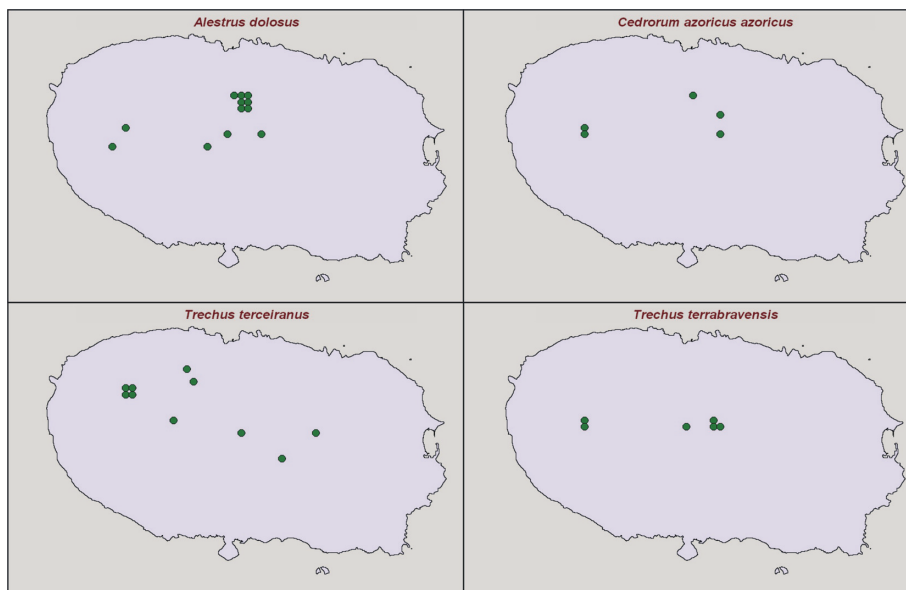 Alestrus dolosus
Cedrorum azoricus azoricus
Trechus terceiranus
Trechus terrabravensis